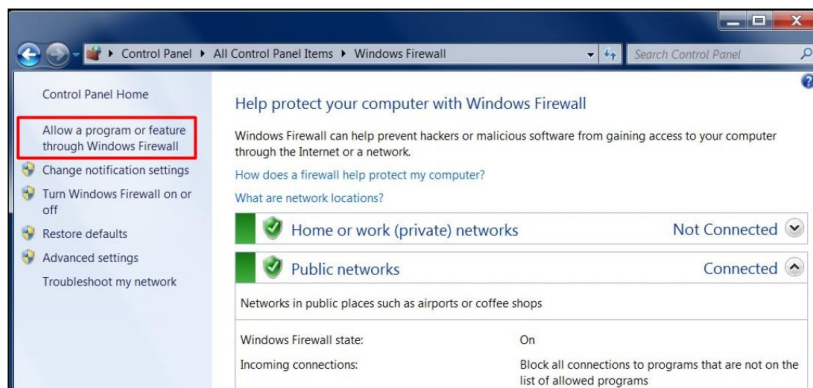 Control Panel ▸ All Control Panel Items ▸ Windows Firewall
Search Control Panel
Control Panel Home
Allow a program or feature
through Windows Firewall
Change notification settings
Turn Windows Firewall on or
off
Restore defaults
Advanced settings
Troubleshoot my network
Help protect your computer with Windows Firewall
Windows Firewall can help prevent hackers or malicious software from gaining access to your computer
through the Internet or a network.
How does a firewall help protect my computer?
What are network locations?
Home or work (private) networks Not Connected
Public networks Connected
Networks in public places such as airports or coffee shops
Windows Firewall state: On
Incoming connections: Block all connections to programs that are not on the
list of allowed programs